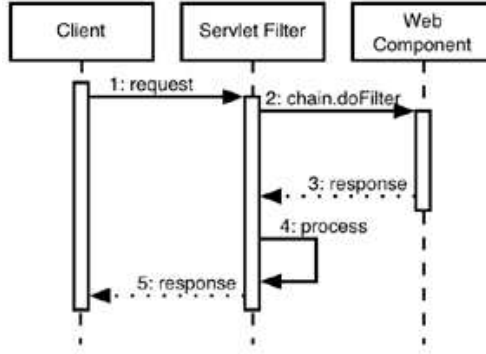 Client
Servlet Filter
Web
Component
1: request
2: chain.doFilter
3: response
4: process
5: response